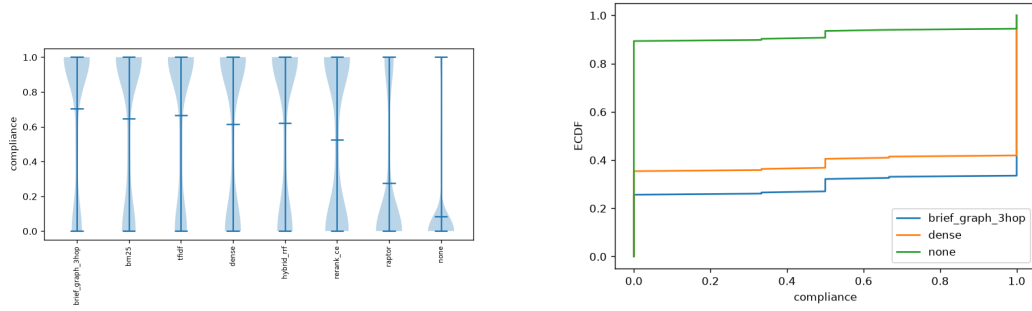 compliance
1.0
0.8
0.6
0.4
0.2
0.0
brief_graph_3hop
bm25
tfidf
dense
hybrid_rrf
rerank_ce
raptor
none
ECDF
1.0
0.8
0.6
0.4
0.2
0.0
0.0 0.2 0.4 0.6 0.8 1.0
compliance
brief_graph_3hop
dense
none